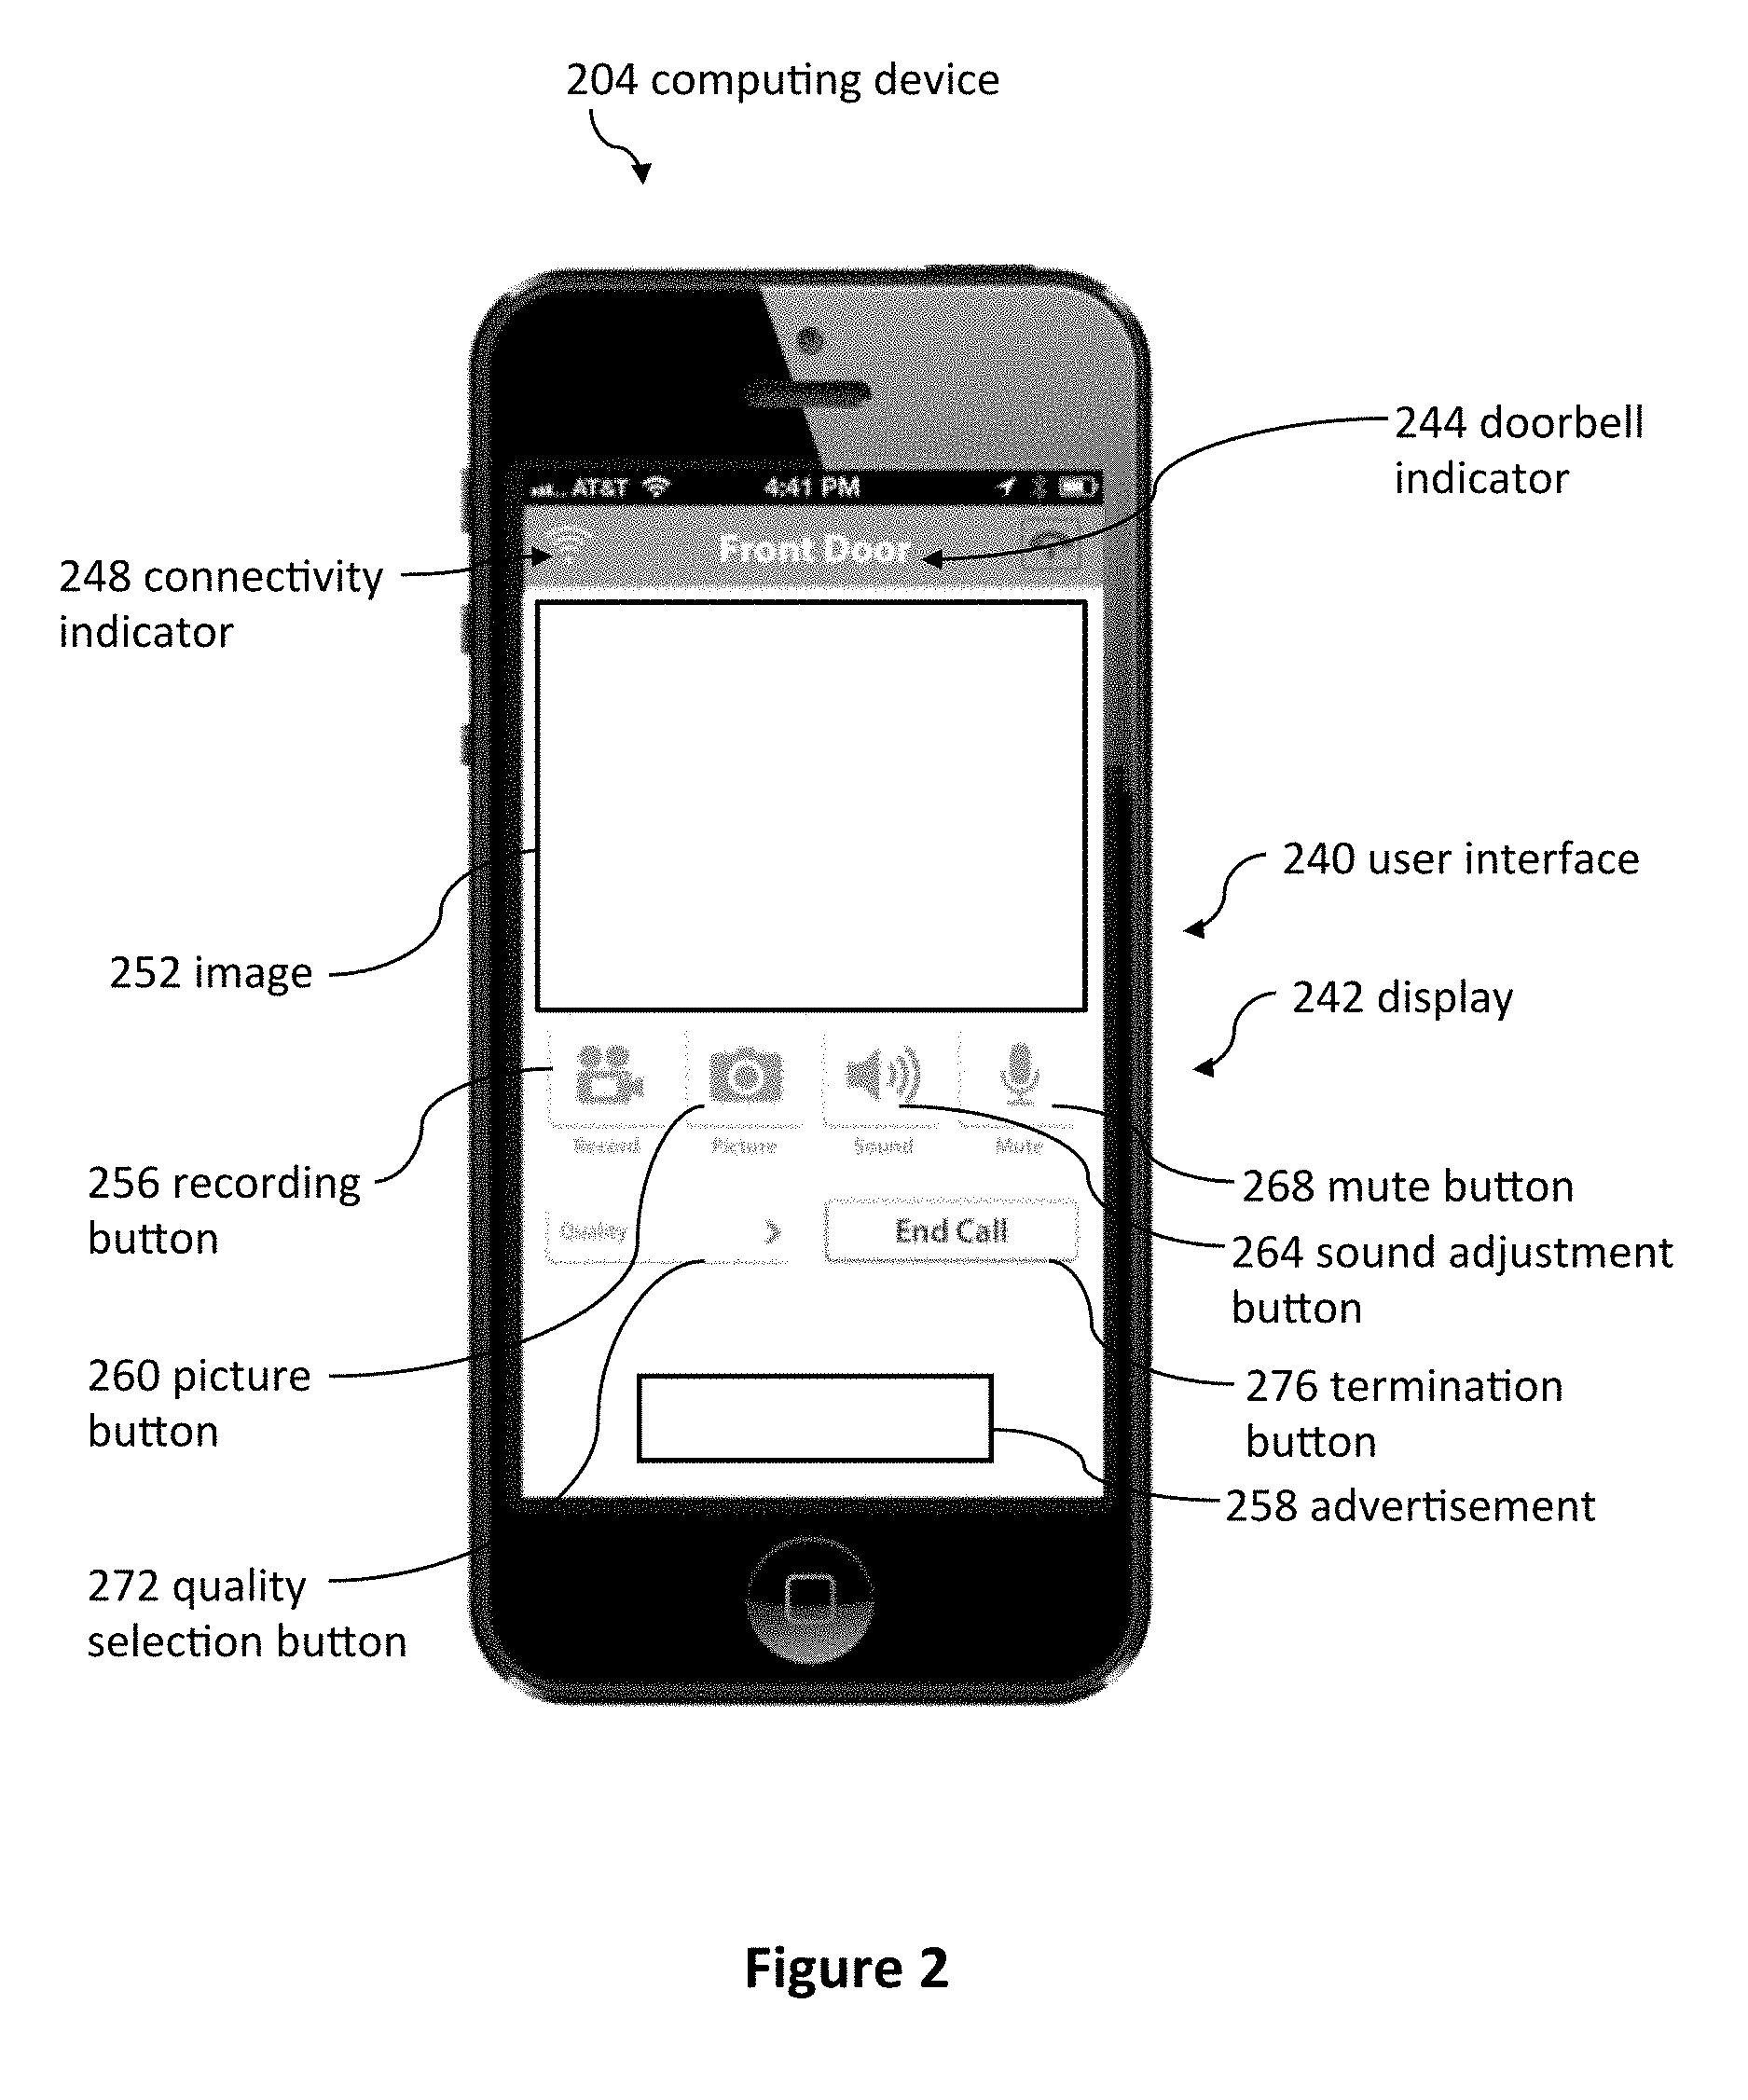 204 computing device
244 doorbell
indicator
AT&T
4:41 PM
Front Door
248 connectivity
indicator
240 user interface
252 image
242 display
Record
Picture
Sound
Mute
256 recording
button
268 mute button
Quality
End Call
264 sound adjustment
button
260 picture
button
276 termination
button
258 advertisement
272 quality
selection button
Figure 2